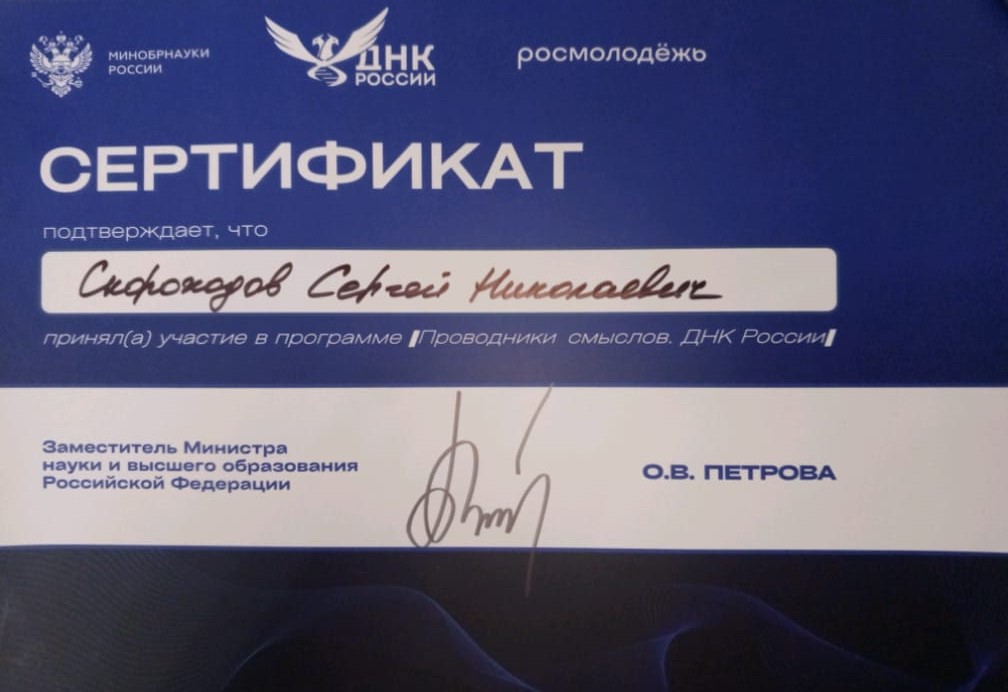 МИНОБРНАУКИ
РОССИИ
ДНК
РОССИИ
росмолодёжь
СЕРТИФИКАТ
подтверждает, что
Скороходов Сергей Николаевич
принял(а) участие в программе Проводники смыслов. ДНК России
Заместитель Министра
науки и высшего образования
Российской Федерации
О.В. ПЕТРОВА